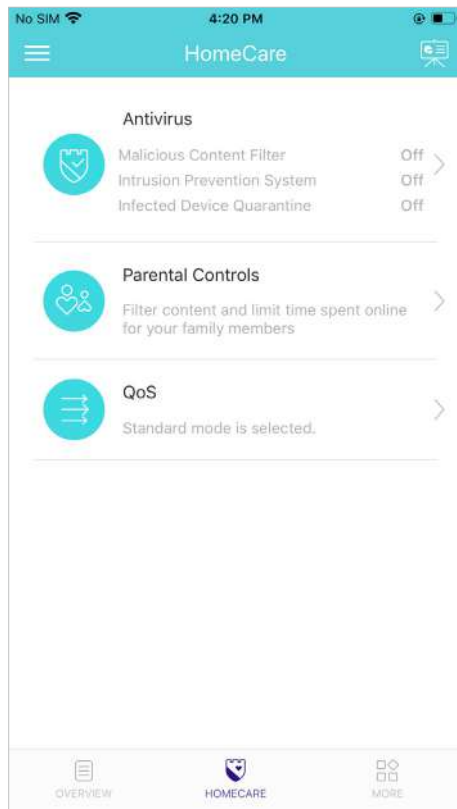 No SIM 4:20 PM
HomeCare
Antivirus
Malicious Content Filter Off
Intrusion Prevention System Off
Infected Device Quarantine Off
Parental Controls
Filter content and limit time spent online
for your family members
QoS
Standard mode is selected.
OVERVIEW HOMECARE MORE